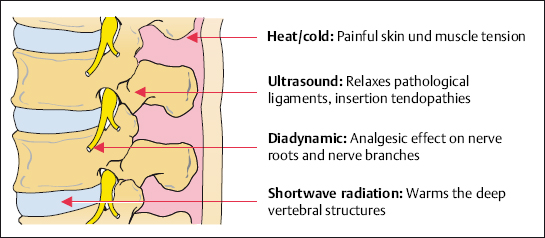 Heat/cold: Painful skin und muscle tension
Ultrasound: Relaxes pathological
ligaments, insertion tendopathies
Diadynamic: Analgesic effect on nerve
roots and nerve branches
Shortwave radiation: Warms the deep
vertebral structures